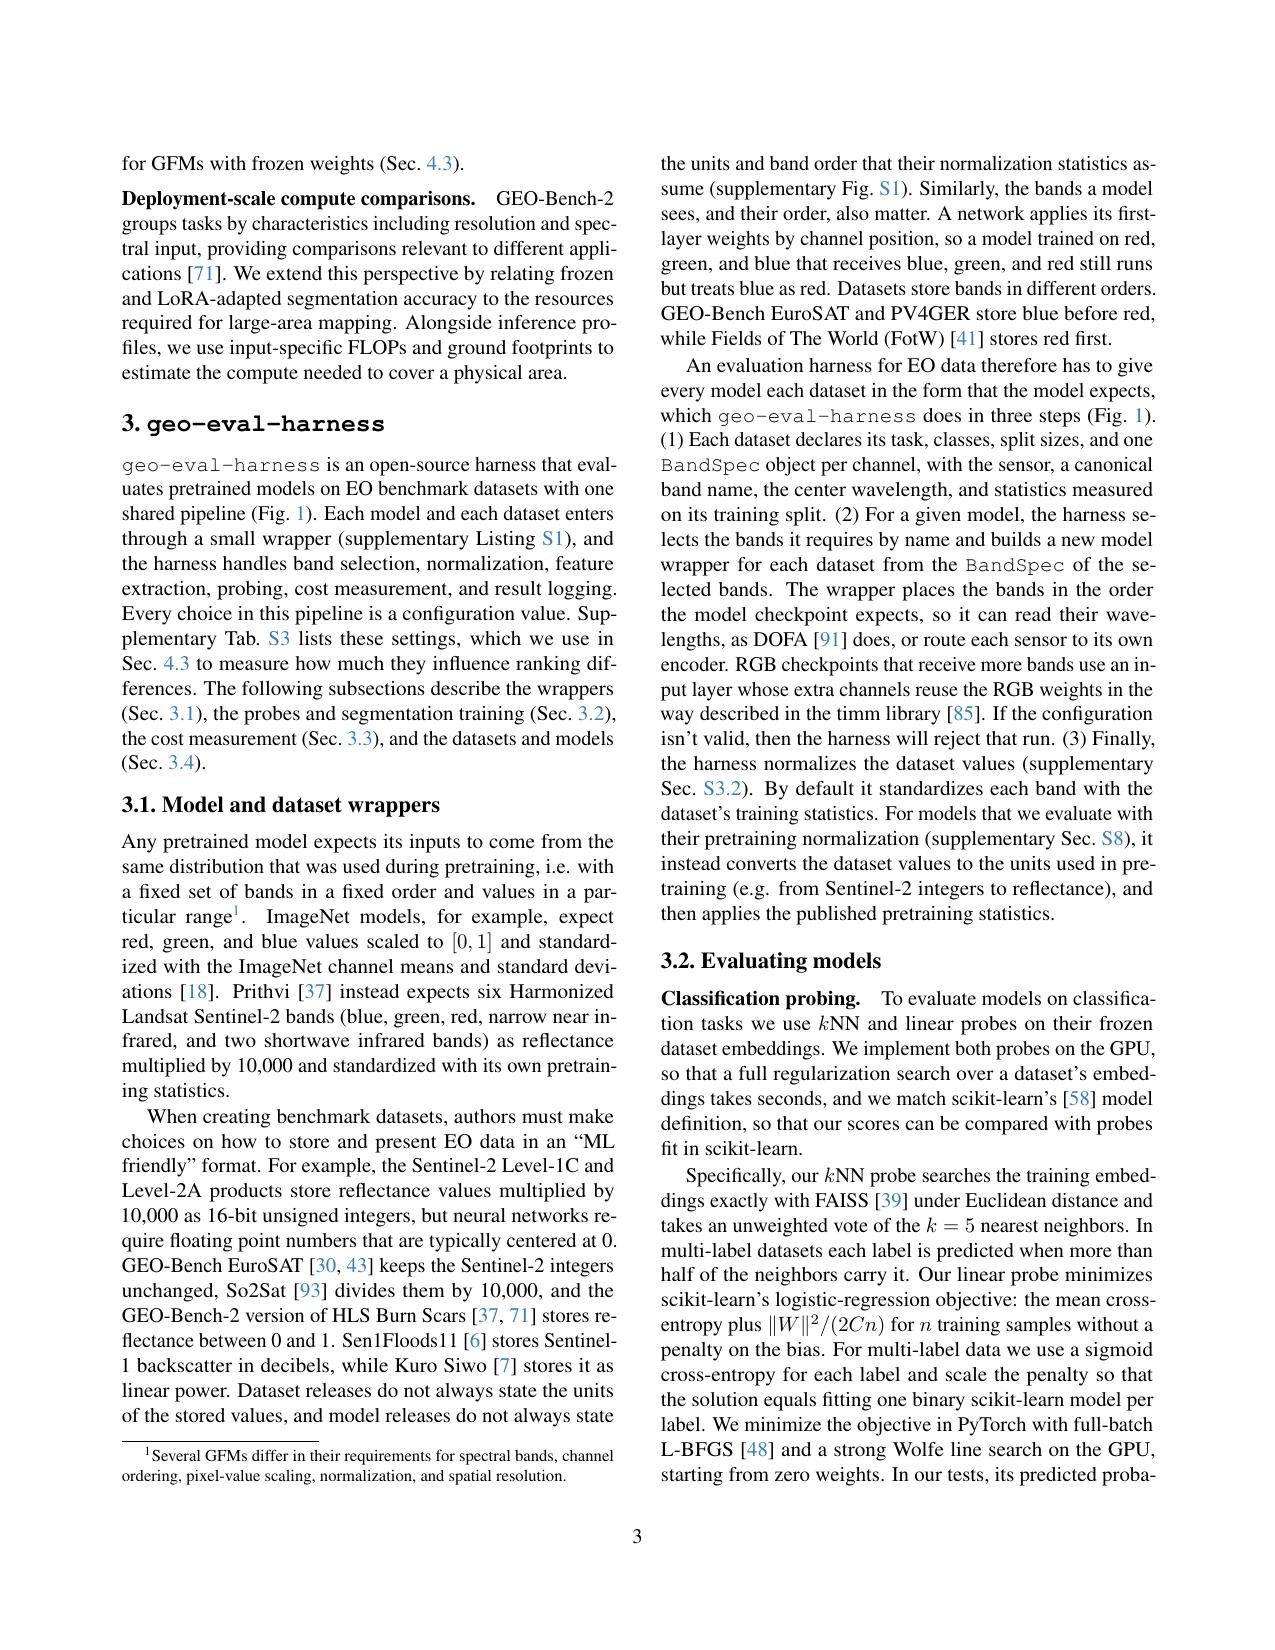 for GFMs with frozen weights (Sec. 4.3).
Deployment-scale compute comparisons. GEO-Bench-2
groups tasks by characteristics including resolution and spec-
tral input, providing comparisons relevant to different appli-
cations [71]. We extend this perspective by relating frozen
and LoRA-adapted segmentation accuracy to the resources
required for large-area mapping. Alongside inference pro-
files, we use input-specific FLOPs and ground footprints to
estimate the compute needed to cover a physical area.
3. geo-eval-harness
geo-eval-harness is an open-source harness that eval-
uates pretrained models on EO benchmark datasets with one
shared pipeline (Fig. 1). Each model and each dataset enters
through a small wrapper (supplementary Listing S1), and
the harness handles band selection, normalization, feature
extraction, probing, cost measurement, and result logging.
Every choice in this pipeline is a configuration value. Sup-
plementary Tab. S3 lists these settings, which we use in
Sec. 4.3 to measure how much they influence ranking dif-
ferences. The following subsections describe the wrappers
(Sec. 3.1), the probes and segmentation training (Sec. 3.2),
the cost measurement (Sec. 3.3), and the datasets and models
(Sec. 3.4).
3.1. Model and dataset wrappers
Any pretrained model expects its inputs to come from the
same distribution that was used during pretraining, i.e. with
a fixed set of bands in a fixed order and values in a par-
ticular range1. ImageNet models, for example, expect
red, green, and blue values scaled to [0, 1] and standard-
ized with the ImageNet channel means and standard devi-
ations [18]. Prithvi [37] instead expects six Harmonized
Landsat Sentinel-2 bands (blue, green, red, narrow near in-
frared, and two shortwave infrared bands) as reflectance
multiplied by 10,000 and standardized with its own pretrain-
ing statistics.
When creating benchmark datasets, authors must make
choices on how to store and present EO data in an “ML
friendly” format. For example, the Sentinel-2 Level-1C and
Level-2A products store reflectance values multiplied by
10,000 as 16-bit unsigned integers, but neural networks re-
quire floating point numbers that are typically centered at 0.
GEO-Bench EuroSAT [30, 43] keeps the Sentinel-2 integers
unchanged, So2Sat [93] divides them by 10,000, and the
GEO-Bench-2 version of HLS Burn Scars [37, 71] stores re-
flectance between 0 and 1. Sen1Floods11 [6] stores Sentinel-
1 backscatter in decibels, while Kuro Siwo [7] stores it as
linear power. Dataset releases do not always state the units
of the stored values, and model releases do not always state
1Several GFMs differ in their requirements for spectral bands, channel
ordering, pixel-value scaling, normalization, and spatial resolution.
the units and band order that their normalization statistics as-
sume (supplementary Fig. S1). Similarly, the bands a model
sees, and their order, also matter. A network applies its first-
layer weights by channel position, so a model trained on red,
green, and blue that receives blue, green, and red still runs
but treats blue as red. Datasets store bands in different orders.
GEO-Bench EuroSAT and PV4GER store blue before red,
while Fields of The World (FotW) [41] stores red first.
An evaluation harness for EO data therefore has to give
every model each dataset in the form that the model expects,
which geo-eval-harness does in three steps (Fig. 1).
(1) Each dataset declares its task, classes, split sizes, and one
BandSpec object per channel, with the sensor, a canonical
band name, the center wavelength, and statistics measured
on its training split. (2) For a given model, the harness se-
lects the bands it requires by name and builds a new model
wrapper for each dataset from the BandSpec of the se-
lected bands. The wrapper places the bands in the order
the model checkpoint expects, so it can read their wave-
lengths, as DOFA [91] does, or route each sensor to its own
encoder. RGB checkpoints that receive more bands use an in-
put layer whose extra channels reuse the RGB weights in the
way described in the timm library [85]. If the configuration
isn’t valid, then the harness will reject that run. (3) Finally,
the harness normalizes the dataset values (supplementary
Sec. S3.2). By default it standardizes each band with the
dataset’s training statistics. For models that we evaluate with
their pretraining normalization (supplementary Sec. S8), it
instead converts the dataset values to the units used in pre-
training (e.g. from Sentinel-2 integers to reflectance), and
then applies the published pretraining statistics.
3.2. Evaluating models
Classification probing. To evaluate models on classifica-
tion tasks we use kNN and linear probes on their frozen
dataset embeddings. We implement both probes on the GPU,
so that a full regularization search over a dataset’s embed-
dings takes seconds, and we match scikit-learn’s [58] model
definition, so that our scores can be compared with probes
fit in scikit-learn.
Specifically, our kNN probe searches the training embed-
dings exactly with FAISS [39] under Euclidean distance and
takes an unweighted vote of the k = 5 nearest neighbors. In
multi-label datasets each label is predicted when more than
half of the neighbors carry it. Our linear probe minimizes
scikit-learn’s logistic-regression objective: the mean cross-
entropy plus ∥W∥2/(2Cn) for n training samples without a
penalty on the bias. For multi-label data we use a sigmoid
cross-entropy for each label and scale the penalty so that
the solution equals fitting one binary scikit-learn model per
label. We minimize the objective in PyTorch with full-batch
L-BFGS [48] and a strong Wolfe line search on the GPU,
starting from zero weights. In our tests, its predicted proba-
3